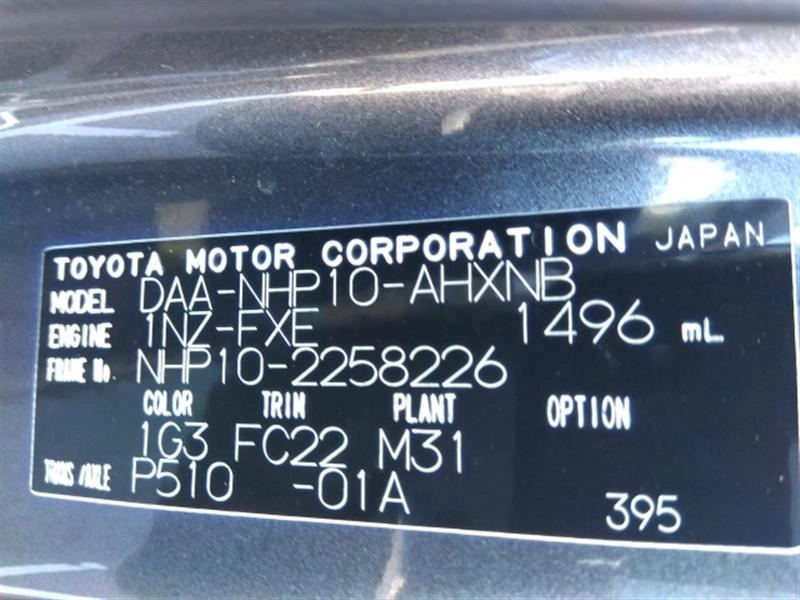 TOYOTA MOTOR CORPORATION JAPAN
MODEL DAA-NHP10-AHXNB
ENGINE 1NZ-FXE 1496 mL
FRAME No. NHP10-2258226
COLOR TRIM PLANT OPTION
1G3 FC22 M31
TRANS/AXLE P510 -01A 395